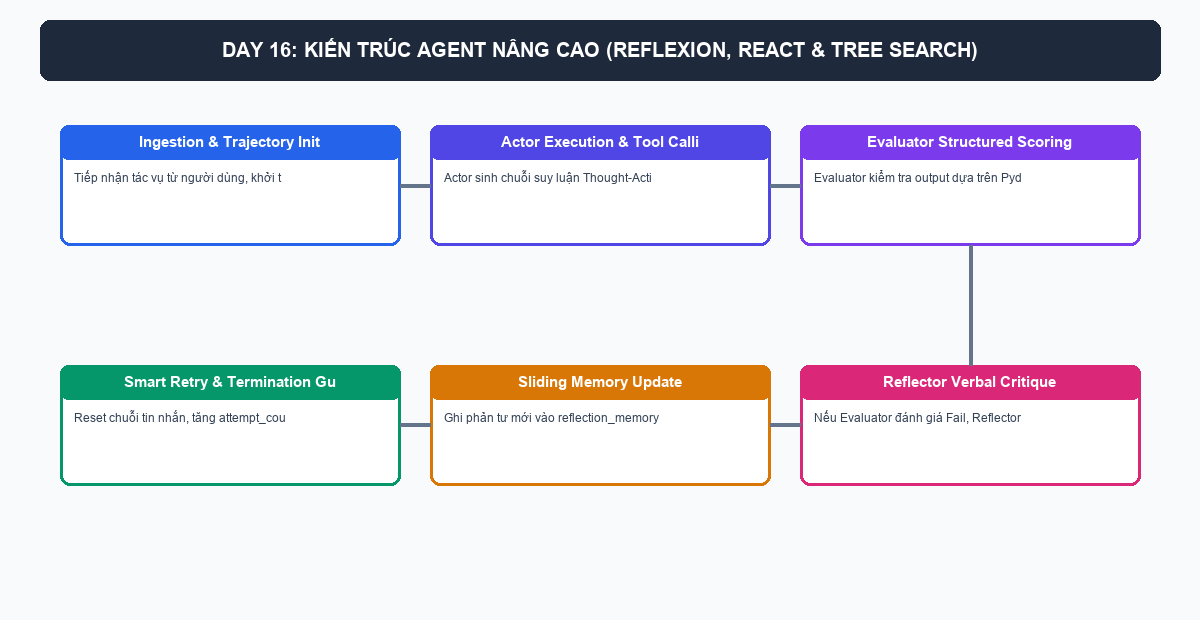 DAY 16: KIẾN TRÚC AGENT NÂNG CAO (REFLEXION, REACT & TREE SEARCH)
Ingestion & Trajectory Init
Tiếp nhận tác vụ từ người dùng, khởi t
Actor Execution & Tool Calli
Actor sinh chuỗi suy luận Thought-Acti
Evaluator Structured Scoring
Evaluator kiểm tra output dựa trên Pyd
Smart Retry & Termination Gu
Reset chuỗi tin nhắn, tăng attempt_cou
Sliding Memory Update
Ghi phản tư mới vào reflection_memory
Reflector Verbal Critique
Nếu Evaluator đánh giá Fail, Reflector